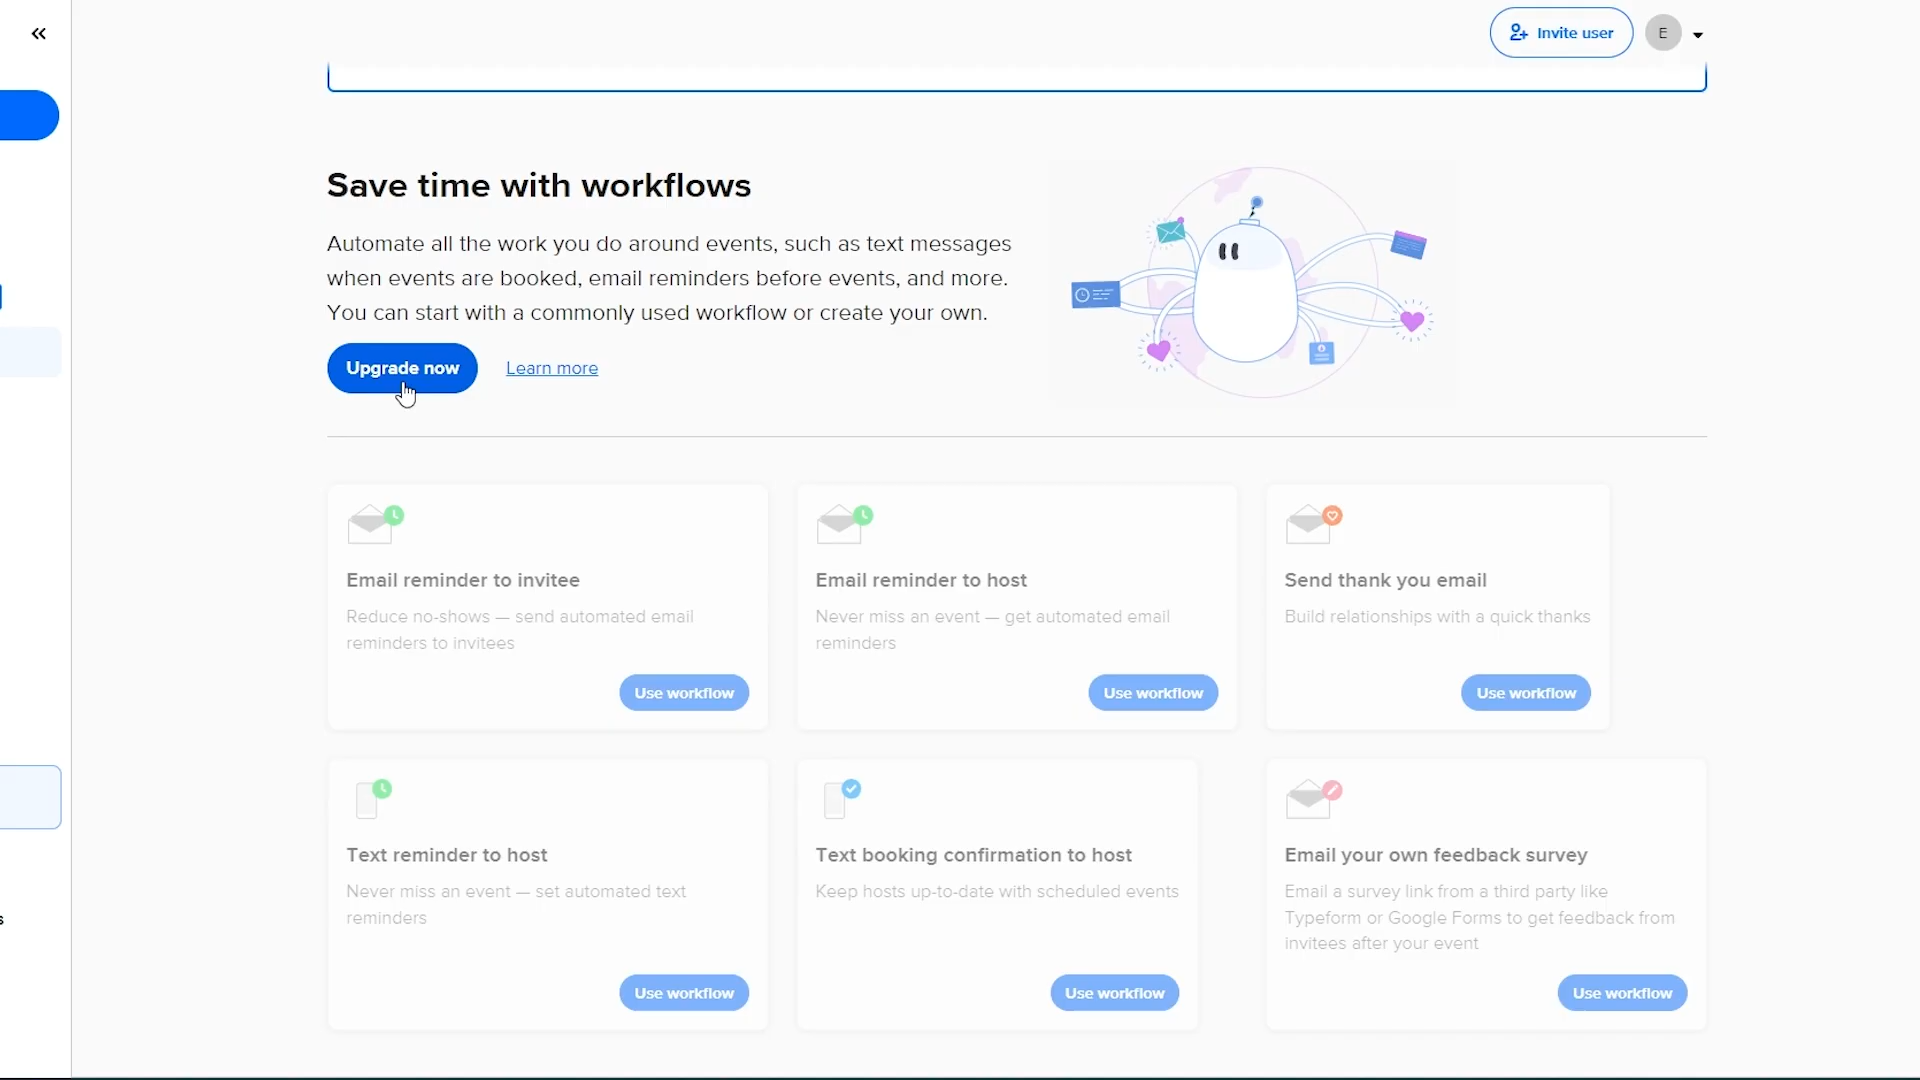 Invite user
E
Save time with workflows
Automate all the work you do around events, such as text messages
when events are booked, email reminders before events, and more.
You can start with a commonly used workflow or create your own.
Upgrade now
Learn more
Email reminder to invitee
Reduce no-shows — send automated email
reminders to invitees
Use workflow
Email reminder to host
Never miss an event — get automated email
reminders
Use workflow
Send thank you email
Build relationships with a quick thanks
Use workflow
Text reminder to host
Never miss an event — set automated text
reminders
Use workflow
Text booking confirmation to host
Keep hosts up-to-date with scheduled events
Use workflow
Email your own feedback survey
Email a survey link from a third party like
Typeform or Google Forms to get feedback from
invitees after your event
Use workflow
s